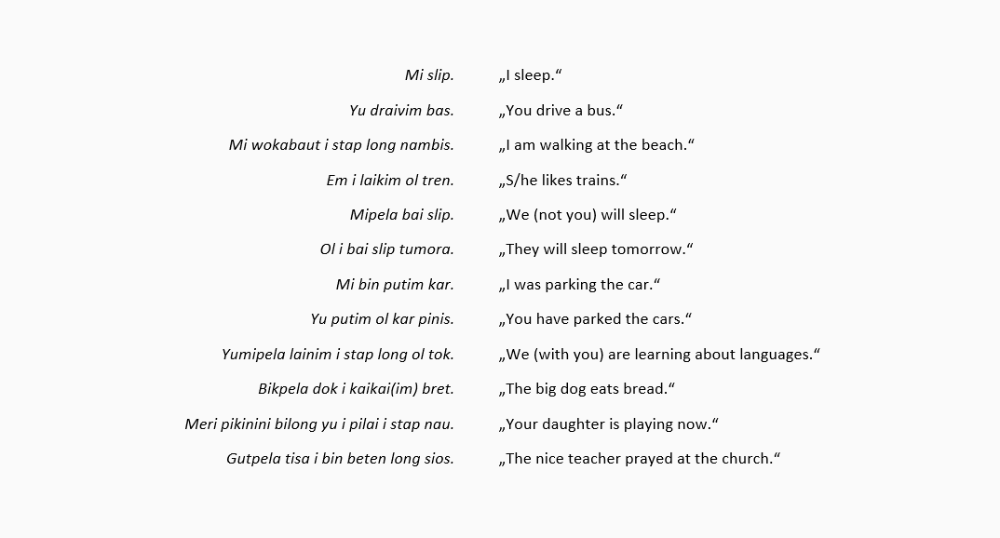 Mi slip. „I sleep.“
Yu draivim bas. „You drive a bus.“
Mi wokabaut i stap long nambis. „I am walking at the beach.“
Em i laikim ol tren. „S/he likes trains.“
Mipela bai slip. „We (not you) will sleep.“
Ol i bai slip tumora. „They will sleep tomorrow.“
Mi bin putim kar. „I was parking the car.“
Yu putim ol kar pinis. „You have parked the cars.“
Yumipela lainim i stap long ol tok. „We (with you) are learning about languages.“
Bikpela dok i kaikai(im) bret. „The big dog eats bread.“
Meri pikinini bilong yu i pilai i stap nau. „Your daughter is playing now.“
Gutpela tisa i bin beten long sios. „The nice teacher prayed at the church.“